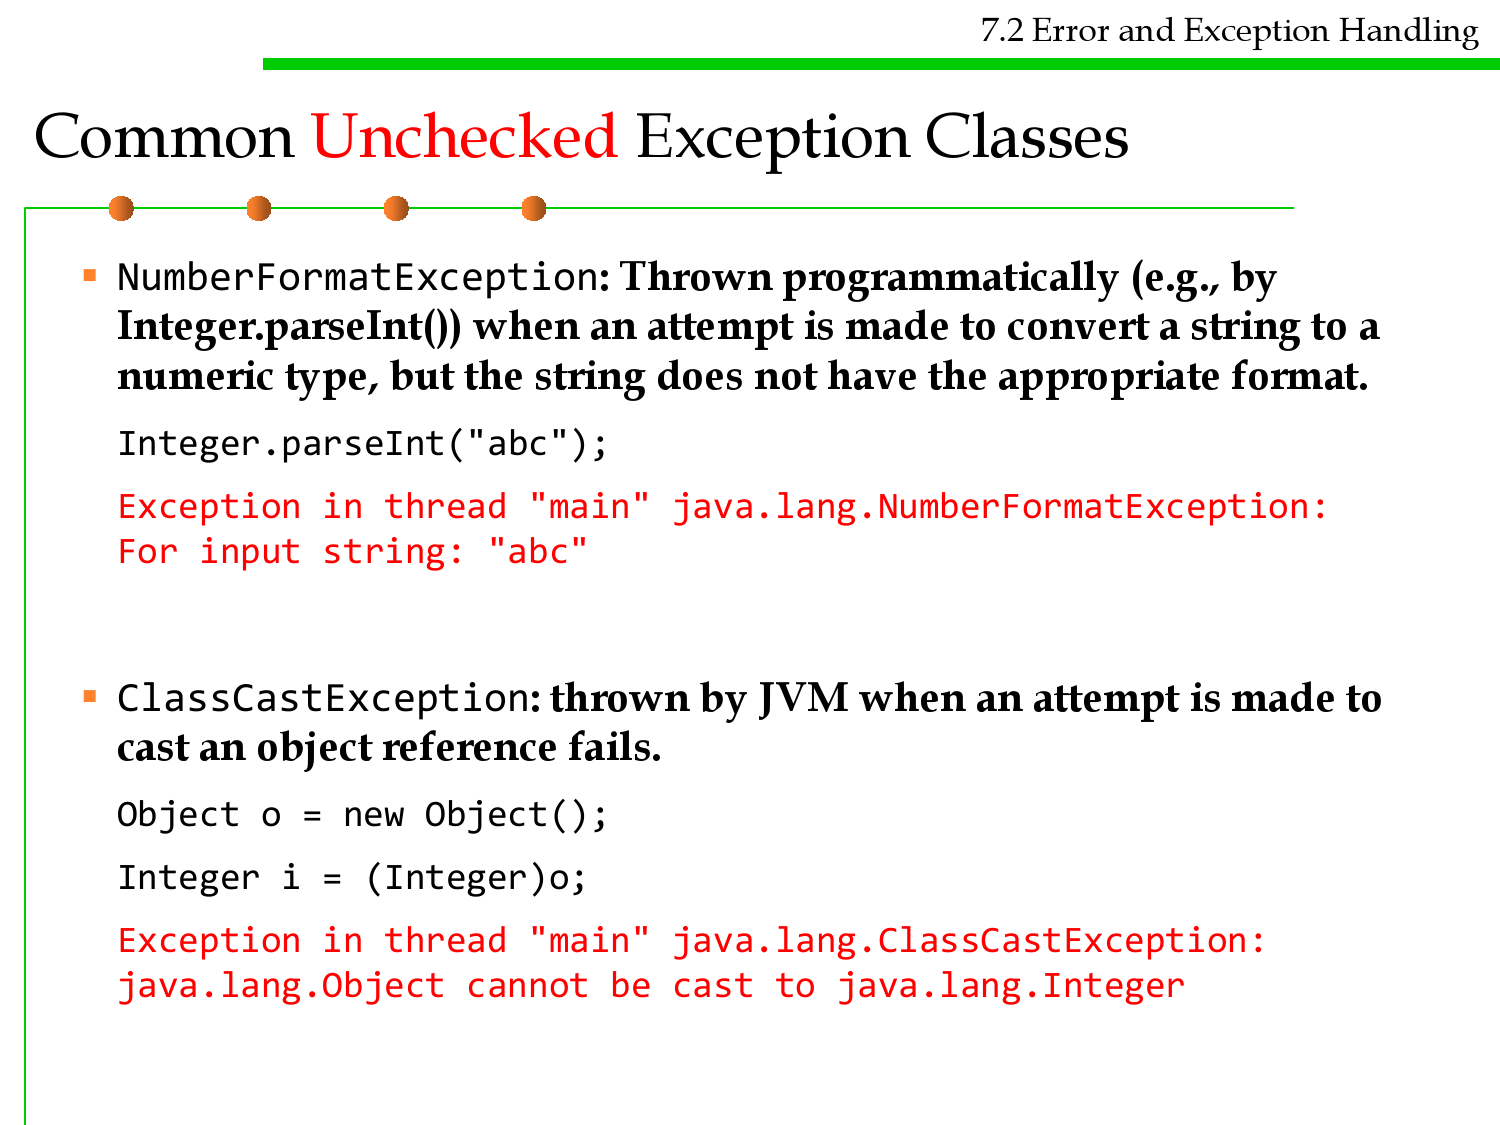 7.2 Error and Exception Handling
Common Unchecked Exception Classes
NumberFormatException: Thrown programmatically (e.g., by
Integer.parseInt()) when an attempt is made to convert a string to a
numeric type, but the string does not have the appropriate format.
Integer.parseInt("abc");
Exception in thread "main" java.lang.NumberFormatException:
For input string: "abc"
ClassCastException: thrown by JVM when an attempt is made to
cast an object reference fails.
Object o = new Object();
Integer i = (Integer)o;
Exception in thread "main" java.lang.ClassCastException:
java.lang.Object cannot be cast to java.lang.Integer